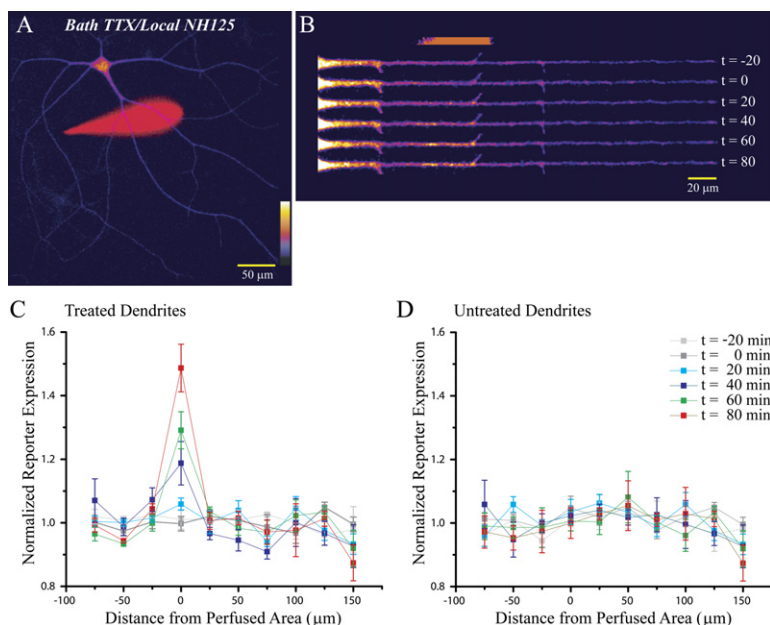 A
Bath TTX/Local NH125
50 μm
B
t = -20
t = 0
t = 20
t = 40
t = 60
t = 80
20 μm
C Treated Dendrites
Normalized Reporter Expression
1.6
1.4
1.2
1.0
0.8
-100 -50 0 50 100 150
Distance from Perfused Area (μm)
D Untreated Dendrites
Normalized Reporter Expression
1.6
1.4
1.2
1.0
0.8
-100 -50 0 50 100 150
Distance from Perfused Area (μm)
t = -20 min
t = 0 min
t = 20 min
t = 40 min
t = 60 min
t = 80 min